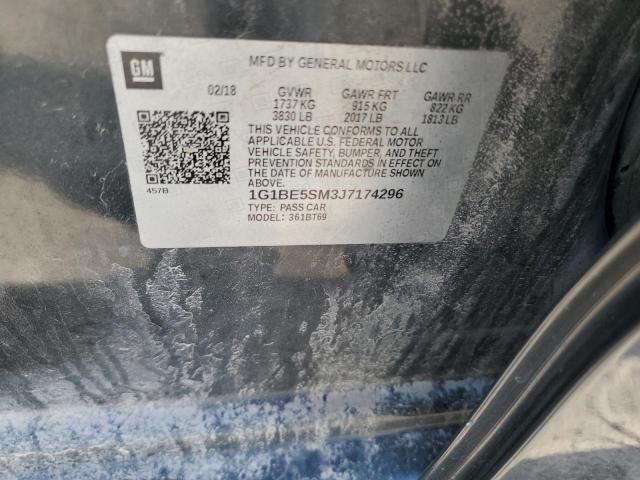 GM
MFD BY GENERAL MOTORS LLC
02/18 GVWR GAWR FRT GAWR RR
1737 KG 915 KG 822 KG
3830 LB 2017 LB 1813 LB
THIS VEHICLE CONFORMS TO ALL
APPLICABLE U.S. FEDERAL MOTOR
VEHICLE SAFETY, BUMPER, AND THEFT
PREVENTION STANDARDS IN EFFECT
ON THE DATE OF MANUFACTURE SHOWN
ABOVE.
457B
1G1BE5SM3J7174296
TYPE: PASS CAR
MODEL: 361BT69